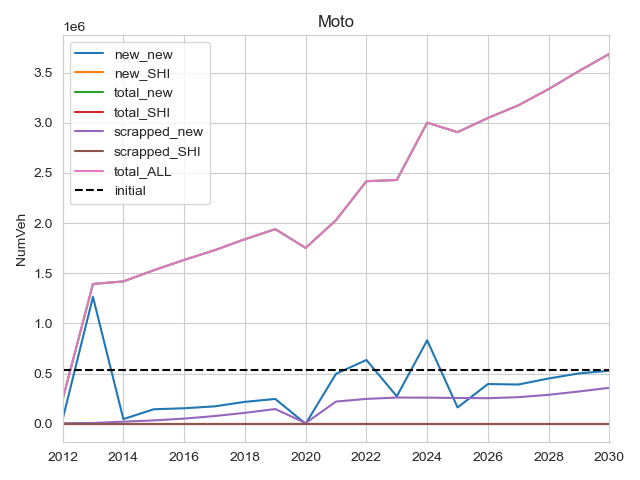 Moto
1e6
new_new
new_SHI
total_new
total_SHI
scrapped_new
scrapped_SHI
total_ALL
initial
NumVeh
3.5
3.0
2.5
2.0
1.5
1.0
0.5
0.0
2012 2014 2016 2018 2020 2022 2024 2026 2028 2030